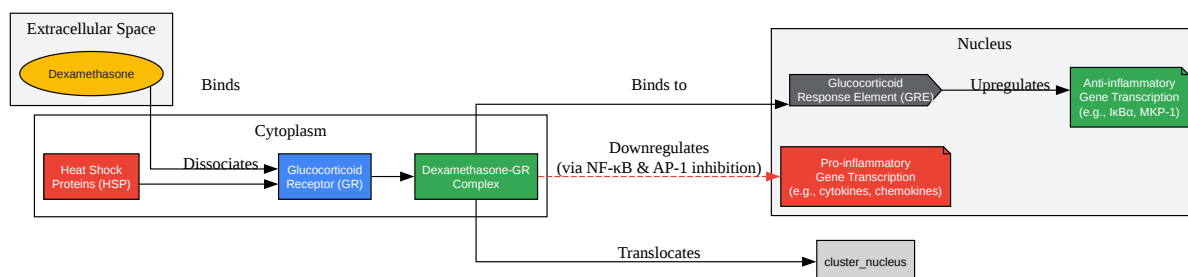 Extracellular Space
Dexamethasone
Binds
Cytoplasm
Heat Shock
Proteins (HSP)
Dissociates
Glucocorticoid
Receptor (GR)
Dexamethasone-GR
Complex
Binds to
Downregulates
(via NF-κB & AP-1 inhibition)
Translocates
Nucleus
Glucocorticoid
Response Element (GRE)
Upregulates
Anti-inflammatory
Gene Transcription
(e.g., IκBα, MKP-1)
Pro-inflammatory
Gene Transcription
(e.g., cytokines, chemokines)
cluster_nucleus